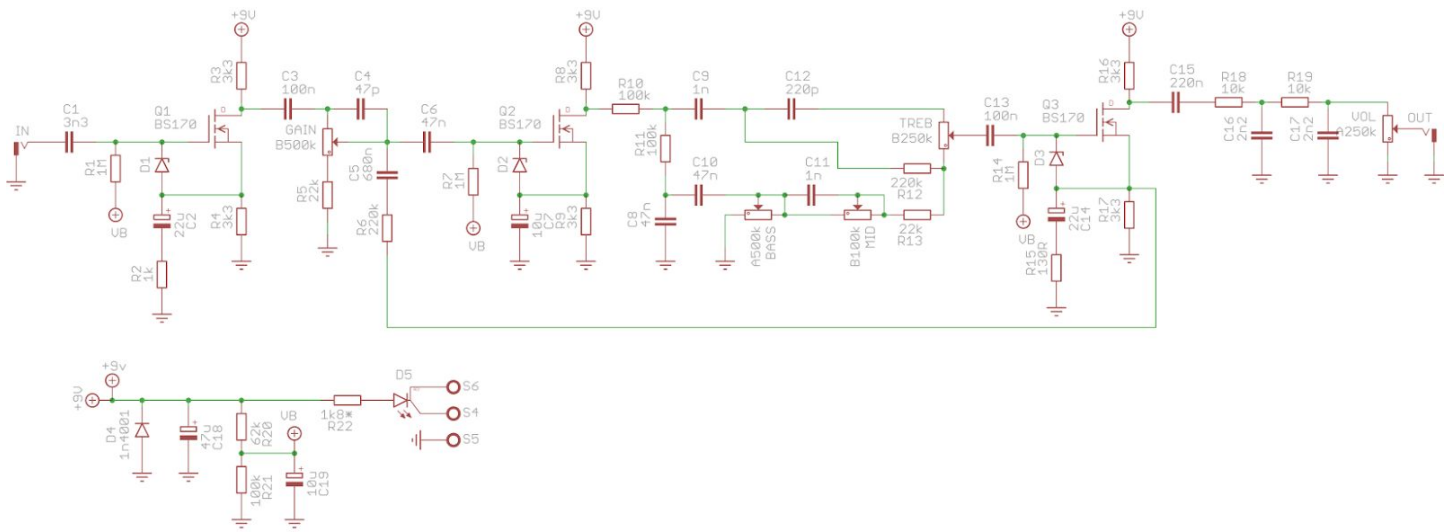 +9V
+9V
+9V
R3
3k3
C3
100n
C4
47p
R8
3k3
R10
100k
C9
1n
C12
220p
R16
3k3
C15
220n
R18
10k
R19
10k
IN
C1
3n3
Q1
BS170
D
GAIN
B500k
C6
47n
Q2
BS170
D
R11
100k
TREB
B250k
C13
100n
Q3
BS170
D
C16
2n2
C17
2n2
VOL
A250k
OUT
R1
1M
D1
C5
680n
R7
1M
D2
C10
47n
C11
1n
220k
R12
R14
1M
D3
VB
22u
C2
R4
3k3
R5
22k
R6
220k
VB
10u
C7
R9
3k3
C8
47n
A500k
BASS
B100k
MID
22k
R13
VB
22u
C14
R17
3k3
R2
1k
R15
130R
+9v
+9V
D4
1n4001
47u
C18
62k
R20
VB
1k8*
R22
D5
S6
S4
S5
100k
R21
10u
C19